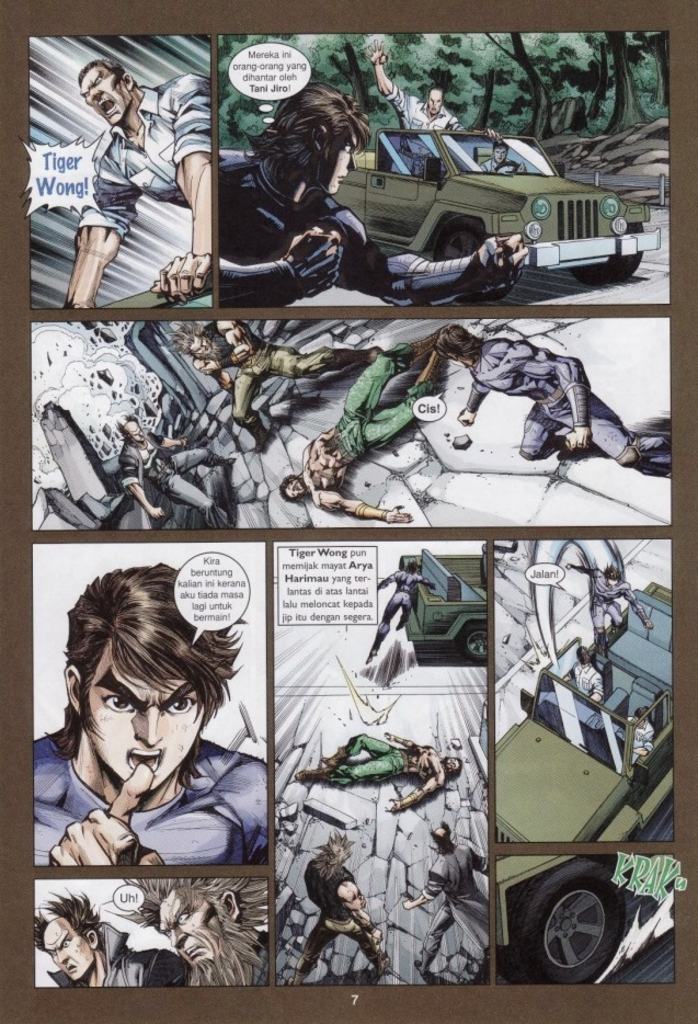 Tiger
Wong!
Mereka ini
orang-orang yang
dihantar oleh
Tani Jiro!
Cis!
Kira
beruntung
kalian ini kerana
aku tiada masa
lagi untuk
bermain!
Tiger Wong pun
memijak mayat Arya
Harimau yang ter-
lantas di atas lantai
lalu meloncat kepada
jip itu dengan segera.
Jalan!
Uh!
KRAK
7